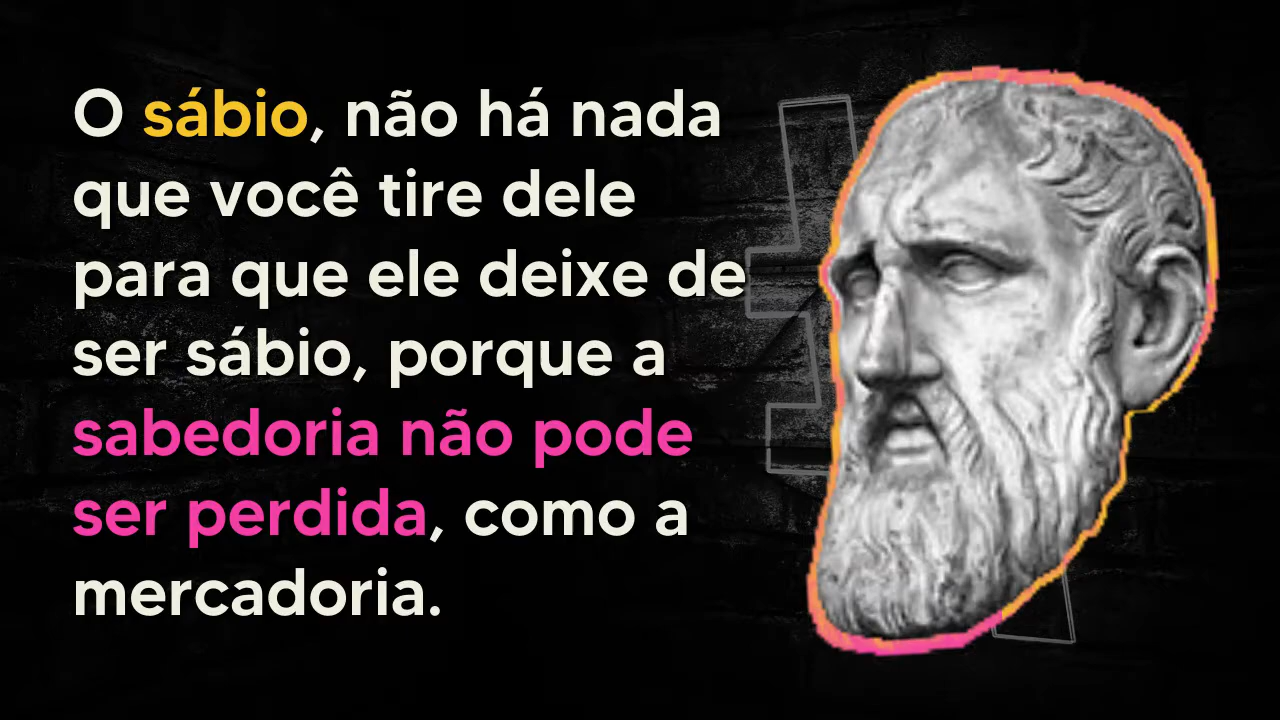 O sábio, não há nada
que você tire dele
para que ele deixe de
ser sábio, porque a
sabedoria não pode
ser perdida, como a
mercadoria.